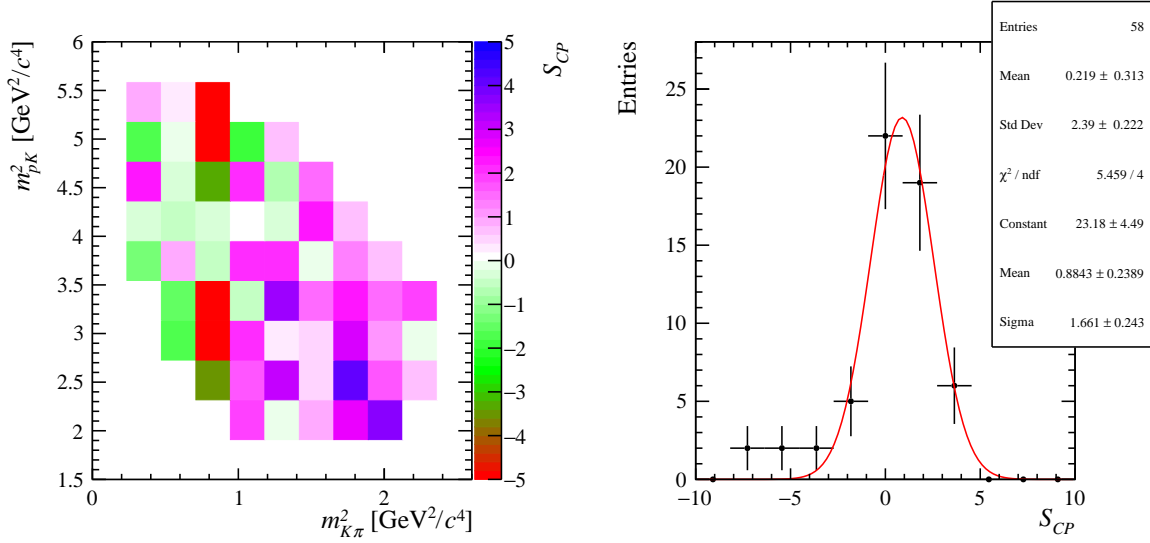 m²_pK [GeV²/c⁴]
6
5.5
5
4.5
4
3.5
3
2.5
2
1.5
0
1
2
m²_Kπ [GeV²/c⁴]
5
4
3
2
1
0
−1
−2
−3
−4
−5
S_CP
Entries
25
20
15
10
5
0
−10
−5
0
5
10
S_CP
Entries 58
Mean 0.219 ± 0.313
Std Dev 2.39 ± 0.222
χ² / ndf 5.459 / 4
Constant 23.18 ± 4.49
Mean 0.8843 ± 0.2389
Sigma 1.661 ± 0.243